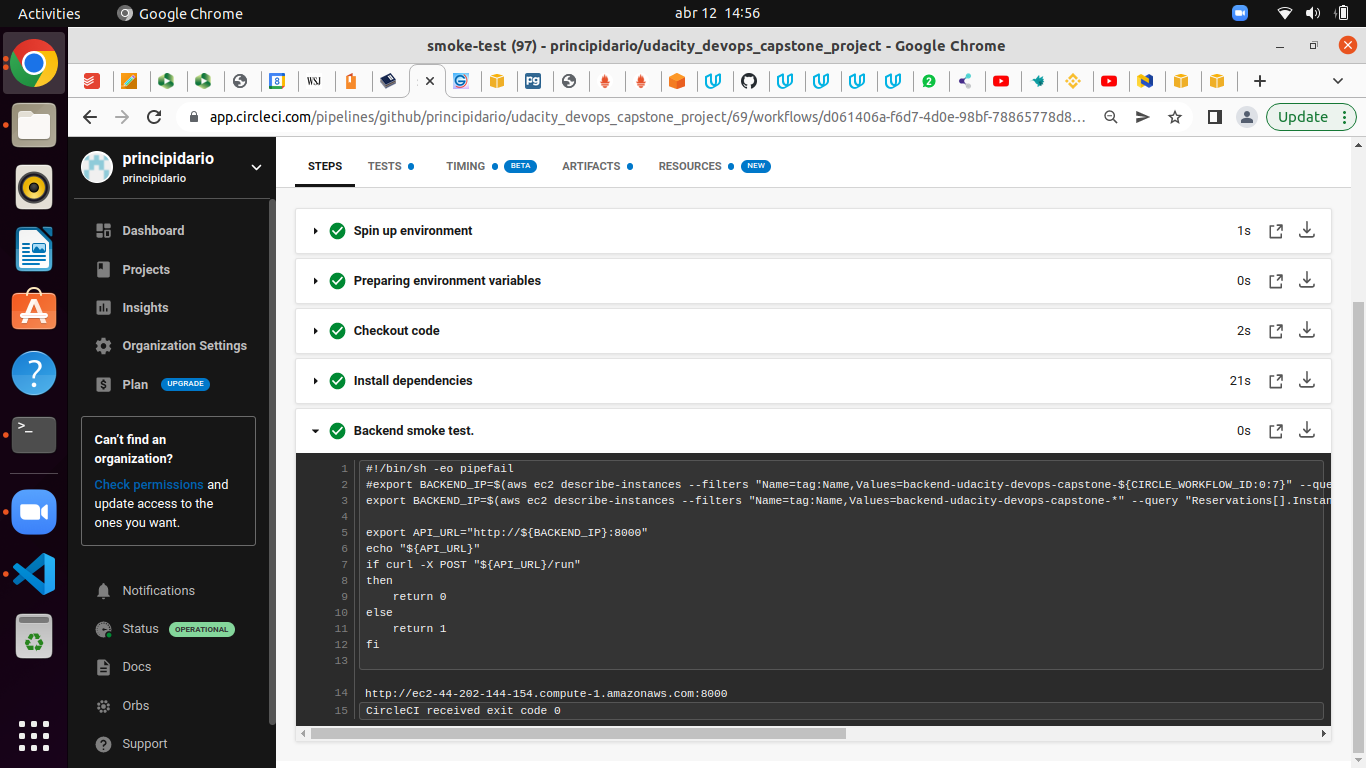 Activities
Google Chrome
abr 12 14:56
smoke-test (97) - principidario/udacity_devops_capstone_project - Google Chrome
8
WSJ
Pg
2
app.circleci.com/pipelines/github/principidario/udacity_devops_capstone_project/69/workflows/d061406a-f6d7-4d0e-98bf-78865778d8...
Update
principidario
principidario
Dashboard
Projects
Insights
Organization Settings
Plan UPGRADE
Can't find an
organization?
Check permissions and
update access to the
ones you want.
Notifications
Status OPERATIONAL
Docs
Orbs
Support
STEPS TESTS TIMING BETA ARTIFACTS RESOURCES NEW
Spin up environment 1s
Preparing environment variables 0s
Checkout code 2s
Install dependencies 21s
Backend smoke test. 0s
1 #!/bin/sh -eo pipefail
2 #export BACKEND_IP=$(aws ec2 describe-instances --filters "Name=tag:Name,Values=backend-udacity-devops-capstone-${CIRCLE_WORKFLOW_ID:0:7}" --que
3 export BACKEND_IP=$(aws ec2 describe-instances --filters "Name=tag:Name,Values=backend-udacity-devops-capstone-*" --query "Reservations[].Instan
4
5 export API_URL="http://${BACKEND_IP}:8000"
6 echo "${API_URL}"
7 if curl -X POST "${API_URL}/run"
8 then
9 return 0
10 else
11 return 1
12 fi
13
14 http://ec2-44-202-144-154.compute-1.amazonaws.com:8000
15 CircleCI received exit code 0